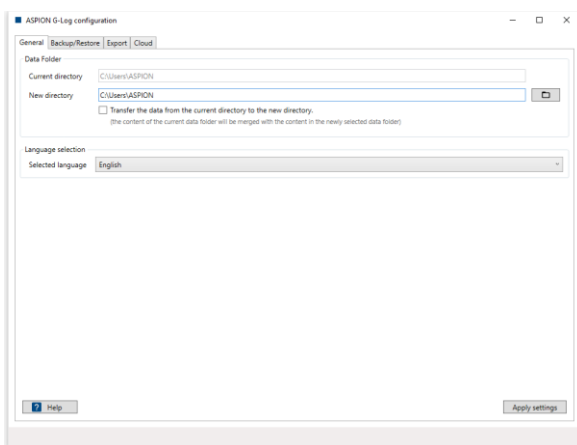 ASPION G-Log configuration
General Backup/Restore Export Cloud
Data Folder
Current directory C:\Users\ASPION
New directory C:\Users\ASPION
Transfer the data from the current directory to the new directory.
(the content of the current data folder will be merged with the content in the newly selected data folder)
Language selection
Selected language English
? Help Apply settings